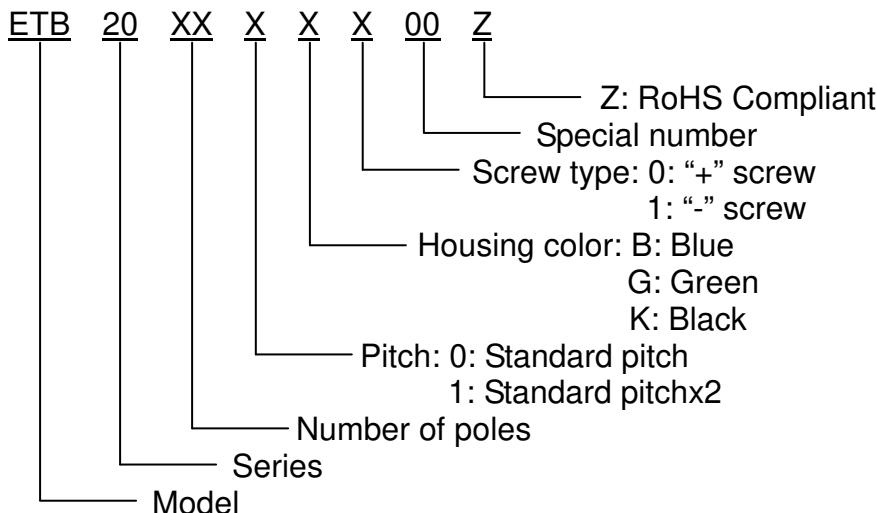 ETB 20 XX X X X 00 Z
Z: RoHS Compliant
Special number
Screw type: 0: “+” screw
1: “-” screw
Housing color: B: Blue
G: Green
K: Black
Pitch: 0: Standard pitch
1: Standard pitchx2
Number of poles
Series
Model